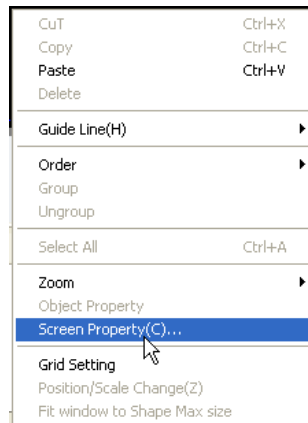 CuT Ctrl+X
Copy Ctrl+C
Paste Ctrl+V
Delete
Guide Line(H)
Order
Group
Ungroup
Select All Ctrl+A
Zoom
Object Property
Screen Property(C)...
Grid Setting
Position/Scale Change(Z)
Fit window to Shape Max size